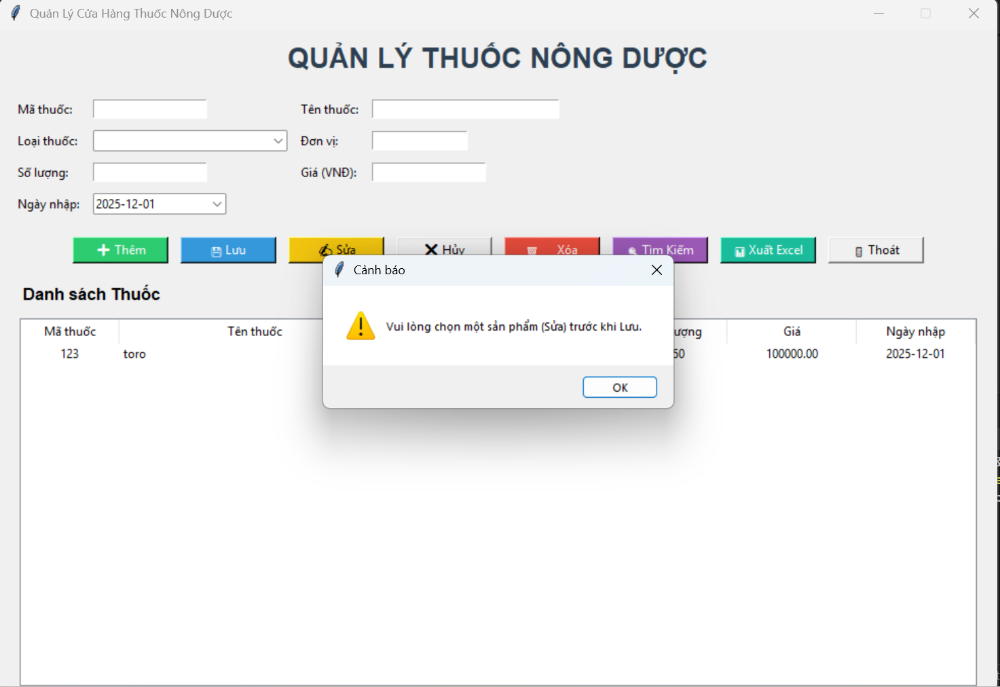 Quản Lý Cửa Hàng Thuốc Nông Dược
QUẢN LÝ THUỐC NÔNG DƯỢC
Mã thuốc:
Tên thuốc:
Loại thuốc:
Đơn vị:
Số lượng:
Giá (VNĐ):
Ngày nhập:
2025-12-01
Thêm
Lưu
Sửa
Hủy
Xóa
Tìm Kiếm
Xuất Excel
Thoát
Cảnh báo
Vui lòng chọn một sản phẩm (Sửa) trước khi Lưu.
OK
Danh sách Thuốc
Mã thuốc Tên thuốc ượng Giá Ngày nhập
123 toro 50 100000.00 2025-12-01